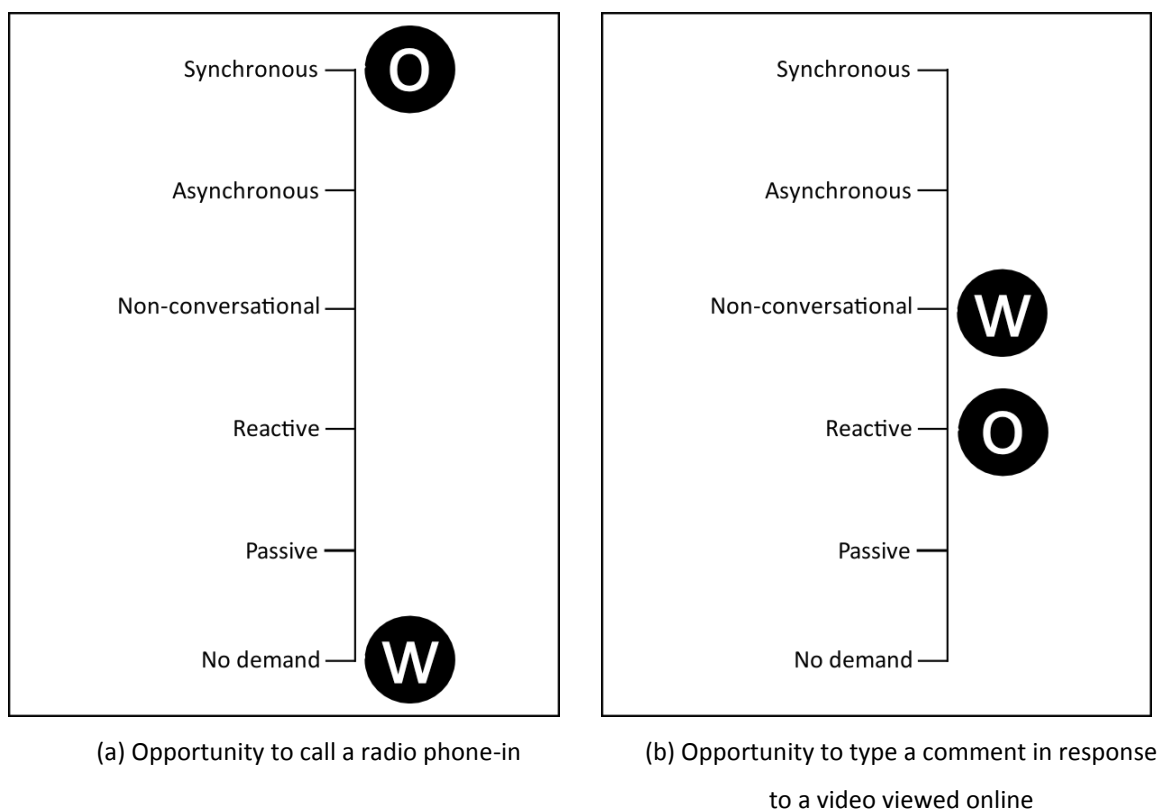 Synchronous
O
Asynchronous
Non-conversational
Reactive
Passive
No demand
W
(a) Opportunity to call a radio phone-in
Synchronous
Asynchronous
Non-conversational
W
Reactive
O
Passive
No demand
(b) Opportunity to type a comment in response
to a video viewed online